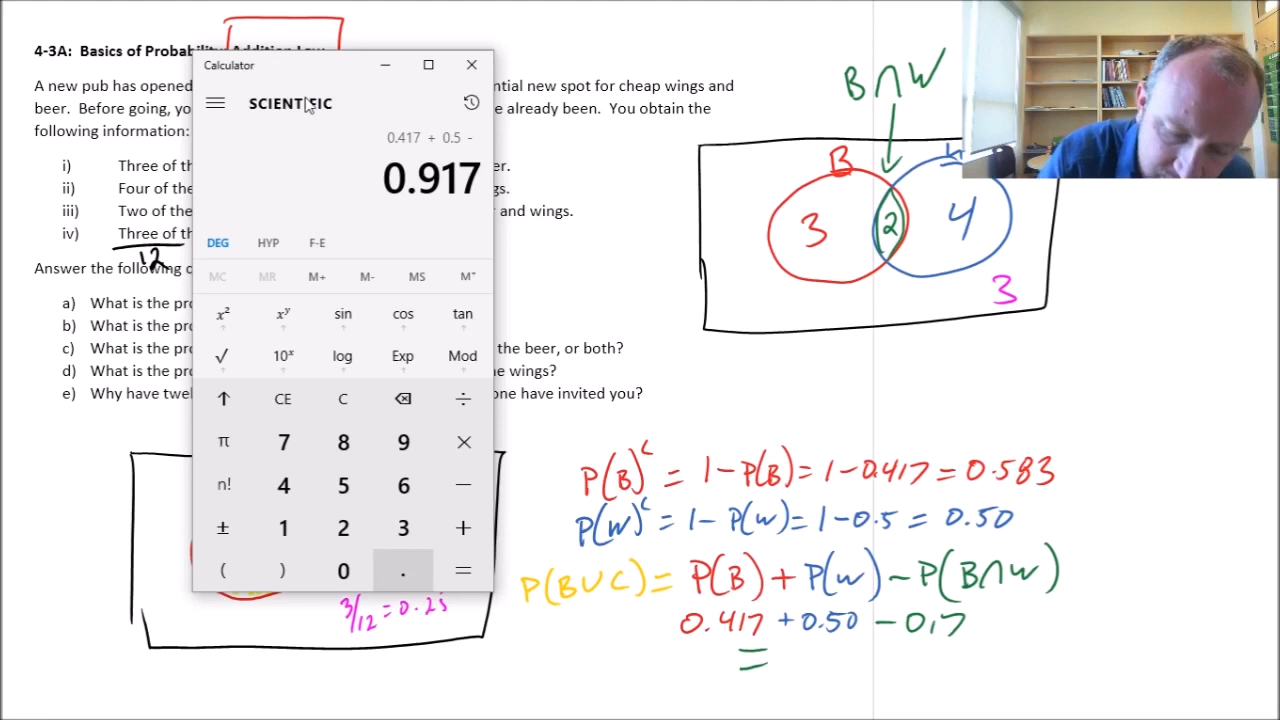 4-3A: Basics of Probability: Addition Law
A new pub has opened
ntial new spot for cheap wings and
beer. Before going, yo
e already been. You obtain the
following information:
i) Three of th
er.
ii) Four of the
gs.
iii) Two of the
and wings.
iv) Three of th
12
Answer the following q
a) What is the pro
b) What is the pro
c) What is the pro
the beer, or both?
d) What is the pro
e wings?
e) Why have twel
one have invited you?
Calculator
SCIENTIFIC
0.417 + 0.5 -
0.917
DEG HYP F-E
MC MR M+ M- MS M˅
x² xʸ sin cos tan
√ 10ˣ log Exp Mod
↑ CE C ⌫ ÷
π 7 8 9 ×
n! 4 5 6 −
± 1 2 3 +
( ) 0 . =
B∩W
B
3 2 4
3
P(B)ᶜ = 1-P(B) = 1-0.417 = 0.583
P(W)ᶜ = 1-P(W) = 1-0.5 = 0.50
P(B∪C) = P(B) + P(W) - P(B∩W)
0.417 + 0.50 - 0.17
=
3/12 = 0.25